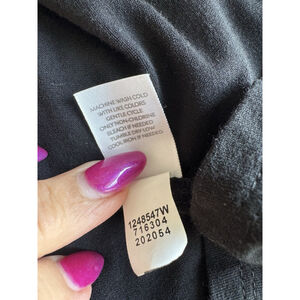 MACHINE WASH COLD
WITH LIKE COLORS
GENTLE CYCLE
ONLY NON-CHLORINE
BLEACH IF NEEDED
TUMBLE DRY LOW
COOL IRON IF NEEDED
1248547W
716304
202054